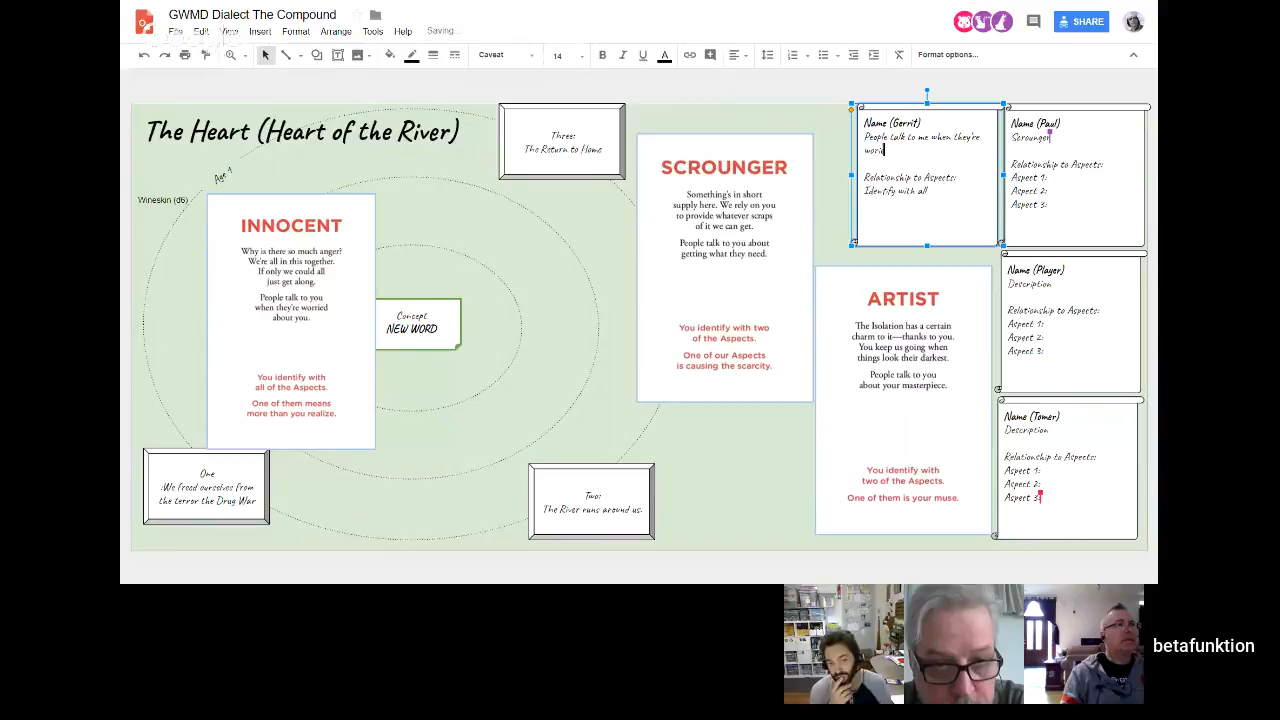 GWMD Dialect The Compound
File Edit View Insert Format Arrange Tools Help Saving...
SHARE
Caveat 14 B I U A Format options...
The Heart (Heart of the River)
Age 1
Wineskin (d6)
INNOCENT
Why is there so much anger?
We're all in this together.
If only we could all
just get along.
People talk to you
when they're worried
about you.
You identify with
all of the Aspects.
One of them means
more than you realize.
Concept
NEW WORD
One
:We freed ourselves from
the terror the Drug War
Two:
The River runs around us.
Three:
The Return to Home
SCROUNGER
Something's in short
supply here. We rely on you
to provide whatever scraps
of it we can get.
People talk to you about
getting what they need.
You identify with two
of the Aspects.
One of our Aspects
is causing the scarcity.
ARTIST
The Isolation has a certain
charm to it—thanks to you.
You keep us going when
things look their darkest.
People talk to you
about your masterpiece.
You identify with
two of the Aspects.
One of them is your muse.
Name (Gerrit)
People talk to me when they're
Relationship to Aspects:
Identify with all
Name (Paul)
Scrounger
Relationship to Aspects:
Aspect 1:
Aspect 2:
Aspect 3:
Name (Player)
Description
Relationship to Aspects:
Aspect 1:
Aspect 2:
Aspect 3:
Name (Tomer)
Description
Relationship to Aspects:
Aspect 1:
Aspect 2:
Aspect 3:
betafunktion